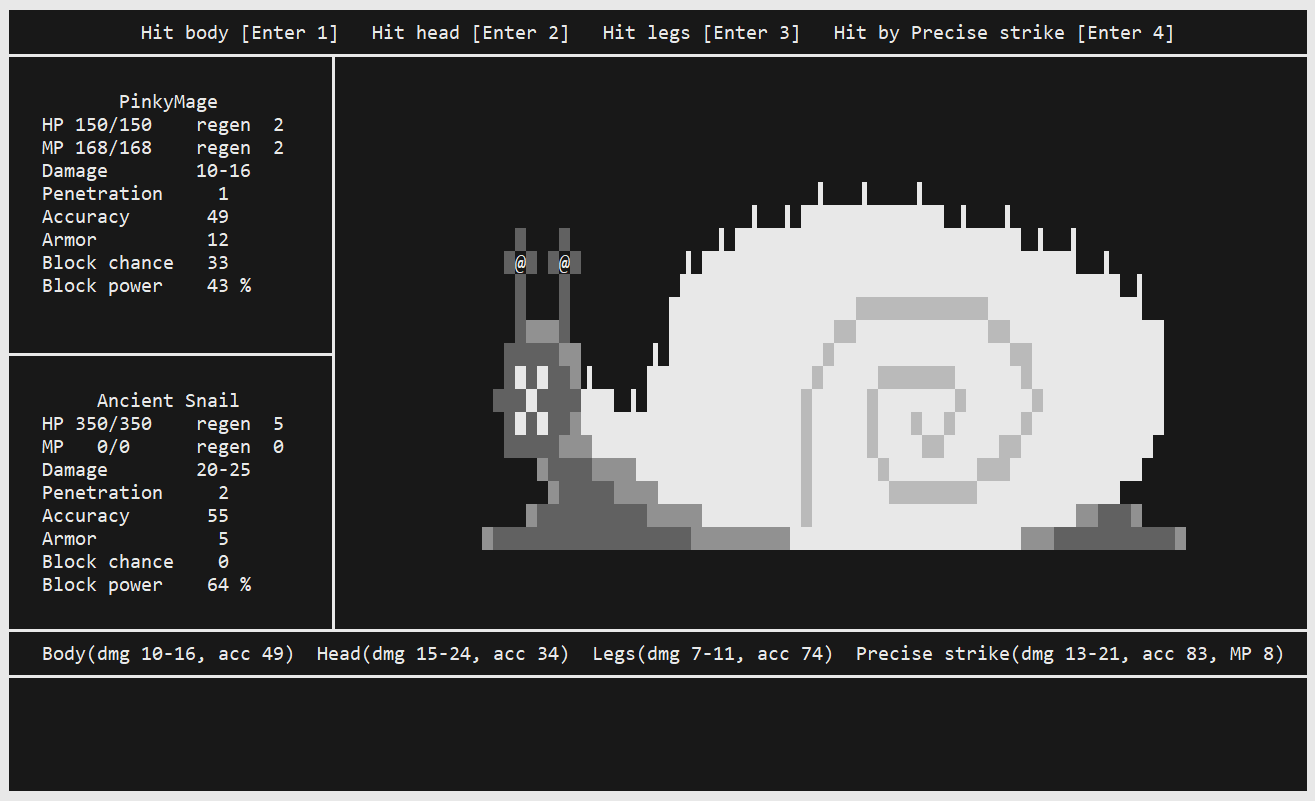 Hit body [Enter 1]   Hit head [Enter 2]   Hit legs [Enter 3]   Hit by Precise strike [Enter 4]
PinkyMage
HP 150/150    regen  2
MP 168/168    regen  2
Damage        10-16
Penetration     1
Accuracy       49
Armor          12
Block chance   33
Block power    43 %
@  @
Ancient Snail
HP 350/350    regen  5
MP   0/0      regen  0
Damage        20-25
Penetration     2
Accuracy       55
Armor           5
Block chance    0
Block power    64 %
Body(dmg 10-16, acc 49)  Head(dmg 15-24, acc 34)  Legs(dmg 7-11, acc 74)  Precise strike(dmg 13-21, acc 83, MP 8)